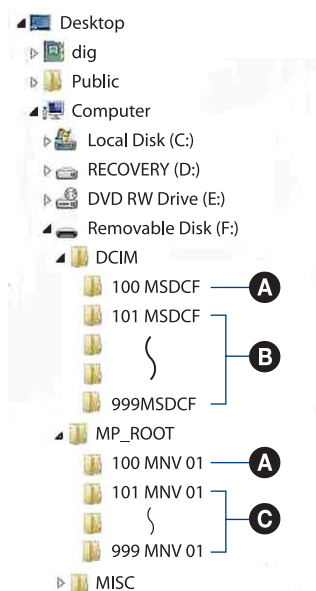 Desktop
dig
Public
Computer
Local Disk (C:)
RECOVERY (D:)
DVD RW Drive (E:)
Removable Disk (F:)
DCIM
100 MSDCF A
101 MSDCF
B
999MSDCF
MP_ROOT
100 MNV 01 A
101 MNV 01
C
999 MNV 01
MISC